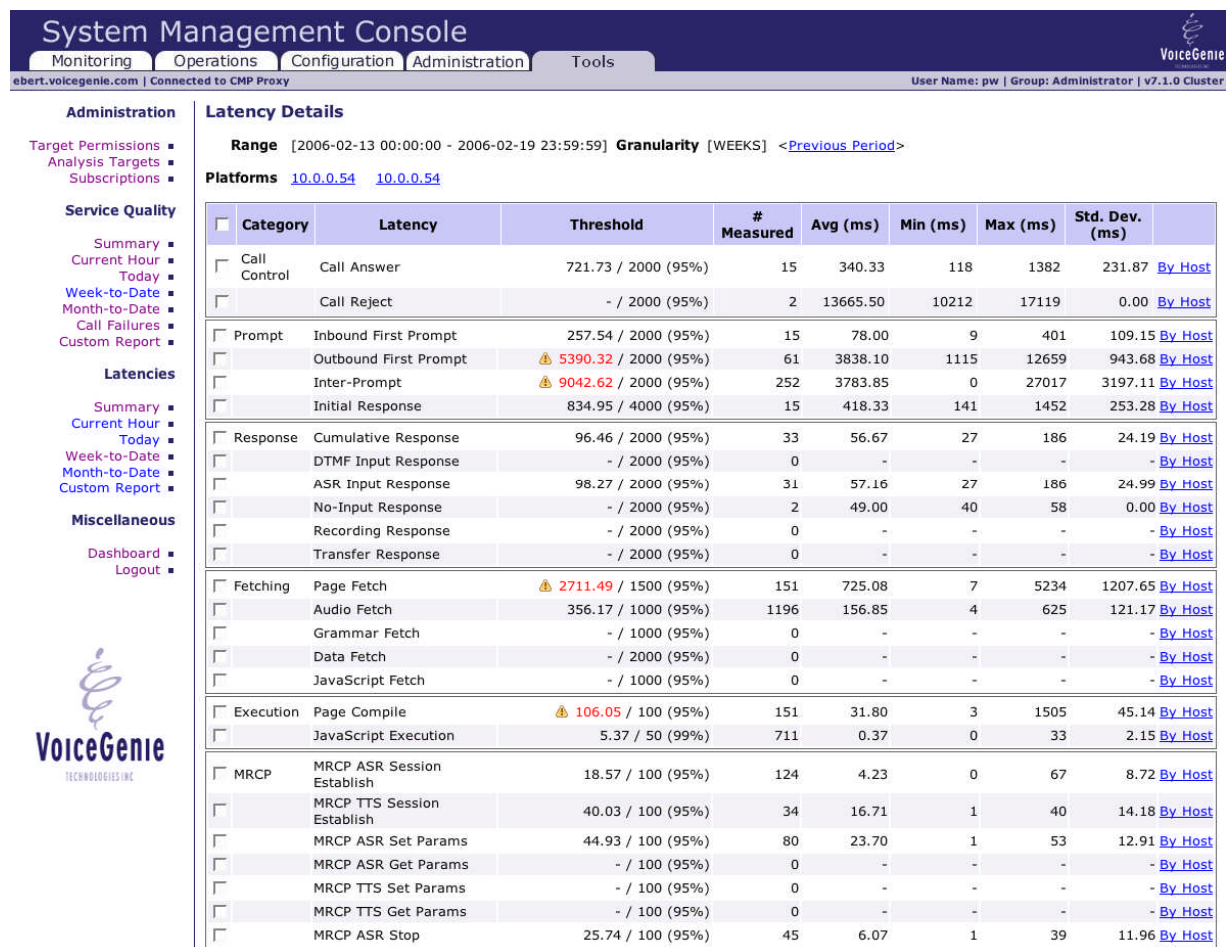 System Management Console
Monitoring Operations Configuration Administration Tools
VoiceGenie
ebert.voicegenie.com | Connected to CMP Proxy
User Name: pw | Group: Administrator | v7.1.0 Cluster
Administration
Target Permissions
Analysis Targets
Subscriptions
Service Quality
Summary
Current Hour
Today
Week-to-Date
Month-to-Date
Call Failures
Custom Report
Latencies
Summary
Current Hour
Today
Week-to-Date
Month-to-Date
Custom Report
Miscellaneous
Dashboard
Logout
VoiceGenie
TECHNOLOGIES INC
Latency Details
Range [2006-02-13 00:00:00 - 2006-02-19 23:59:59] Granularity [WEEKS] <Previous Period>
Platforms 10.0.0.54 10.0.0.54
Category Latency Threshold # Measured Avg (ms) Min (ms) Max (ms) Std. Dev. (ms)
Call Control Call Answer 721.73 / 2000 (95%) 15 340.33 118 1382 231.87 By Host
Call Reject - / 2000 (95%) 2 13665.50 10212 17119 0.00 By Host
Prompt Inbound First Prompt 257.54 / 2000 (95%) 15 78.00 9 401 109.15 By Host
Outbound First Prompt 5390.32 / 2000 (95%) 61 3838.10 1115 12659 943.68 By Host
Inter-Prompt 9042.62 / 2000 (95%) 252 3783.85 0 27017 3197.11 By Host
Initial Response 834.95 / 4000 (95%) 15 418.33 141 1452 253.28 By Host
Response Cumulative Response 96.46 / 2000 (95%) 33 56.67 27 186 24.19 By Host
DTMF Input Response - / 2000 (95%) 0 - - - - By Host
ASR Input Response 98.27 / 2000 (95%) 31 57.16 27 186 24.99 By Host
No-Input Response - / 2000 (95%) 2 49.00 40 58 0.00 By Host
Recording Response - / 2000 (95%) 0 - - - - By Host
Transfer Response - / 2000 (95%) 0 - - - - By Host
Fetching Page Fetch 2711.49 / 1500 (95%) 151 725.08 7 5234 1207.65 By Host
Audio Fetch 356.17 / 1000 (95%) 1196 156.85 4 625 121.17 By Host
Grammar Fetch - / 1000 (95%) 0 - - - - By Host
Data Fetch - / 2000 (95%) 0 - - - - By Host
JavaScript Fetch - / 1000 (95%) 0 - - - - By Host
Execution Page Compile 106.05 / 100 (95%) 151 31.80 3 1505 45.14 By Host
JavaScript Execution 5.37 / 50 (99%) 711 0.37 0 33 2.15 By Host
MRCP MRCP ASR Session Establish 18.57 / 100 (95%) 124 4.23 0 67 8.72 By Host
MRCP TTS Session Establish 40.03 / 100 (95%) 34 16.71 1 40 14.18 By Host
MRCP ASR Set Params 44.93 / 100 (95%) 80 23.70 1 53 12.91 By Host
MRCP ASR Get Params - / 100 (95%) 0 - - - - By Host
MRCP TTS Set Params - / 100 (95%) 0 - - - - By Host
MRCP TTS Get Params - / 100 (95%) 0 - - - - By Host
MRCP ASR Stop 25.74 / 100 (95%) 45 6.07 1 39 11.96 By Host